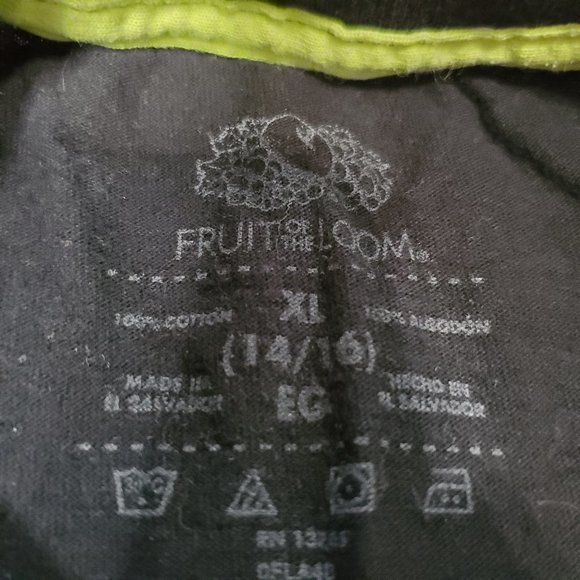 FRUIT OF THE LOOM®
XL
100% COTTON 100% ALGODÓN
(14/16)
MADE IN EL SALVADOR
EG
HECHO EN EL SALVADOR
RN